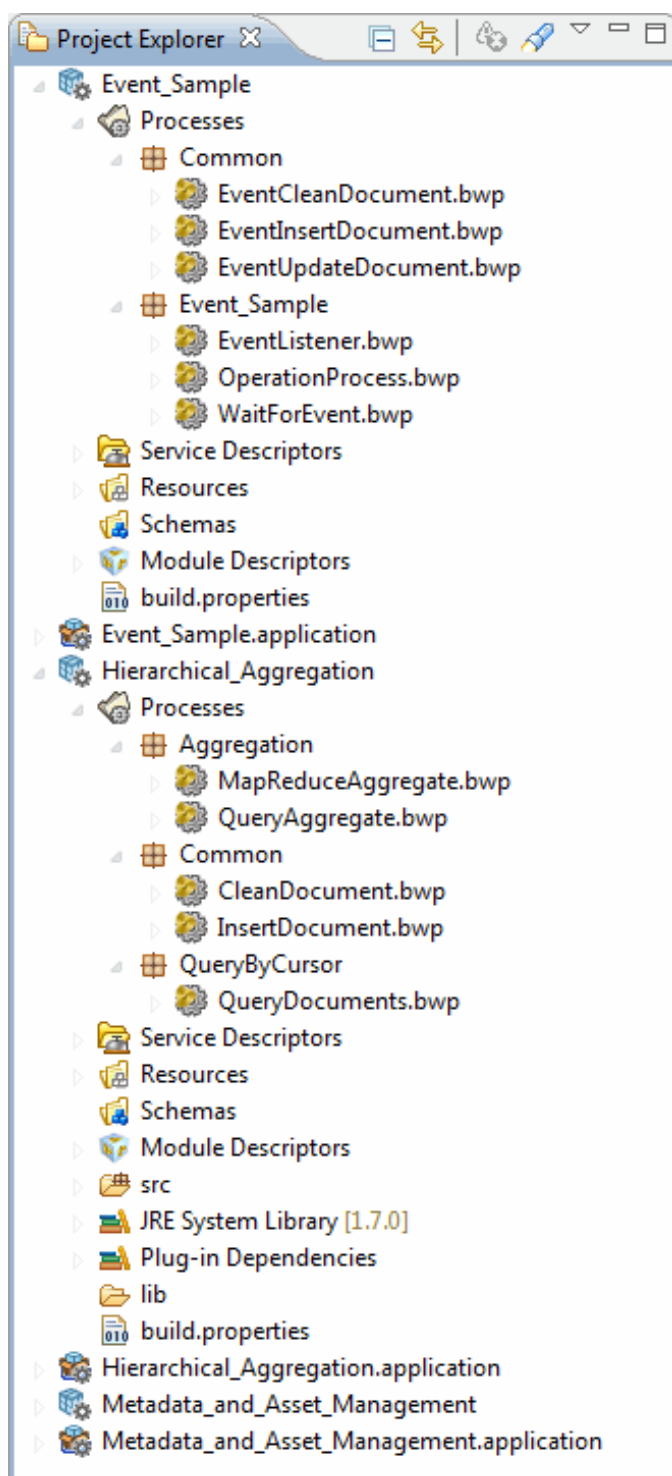 Project Explorer
Event_Sample
Processes
Common
EventCleanDocument.bwp
EventInsertDocument.bwp
EventUpdateDocument.bwp
Event_Sample
EventListener.bwp
OperationProcess.bwp
WaitForEvent.bwp
Service Descriptors
Resources
Schemas
Module Descriptors
010 build.properties
Event_Sample.application
Hierarchical_Aggregation
Processes
Aggregation
MapReduceAggregate.bwp
QueryAggregate.bwp
Common
CleanDocument.bwp
InsertDocument.bwp
QueryByCursor
QueryDocuments.bwp
Service Descriptors
Resources
Schemas
Module Descriptors
src
JRE System Library [1.7.0]
Plug-in Dependencies
lib
010 build.properties
Hierarchical_Aggregation.application
Metadata_and_Asset_Management
Metadata_and_Asset_Management.application